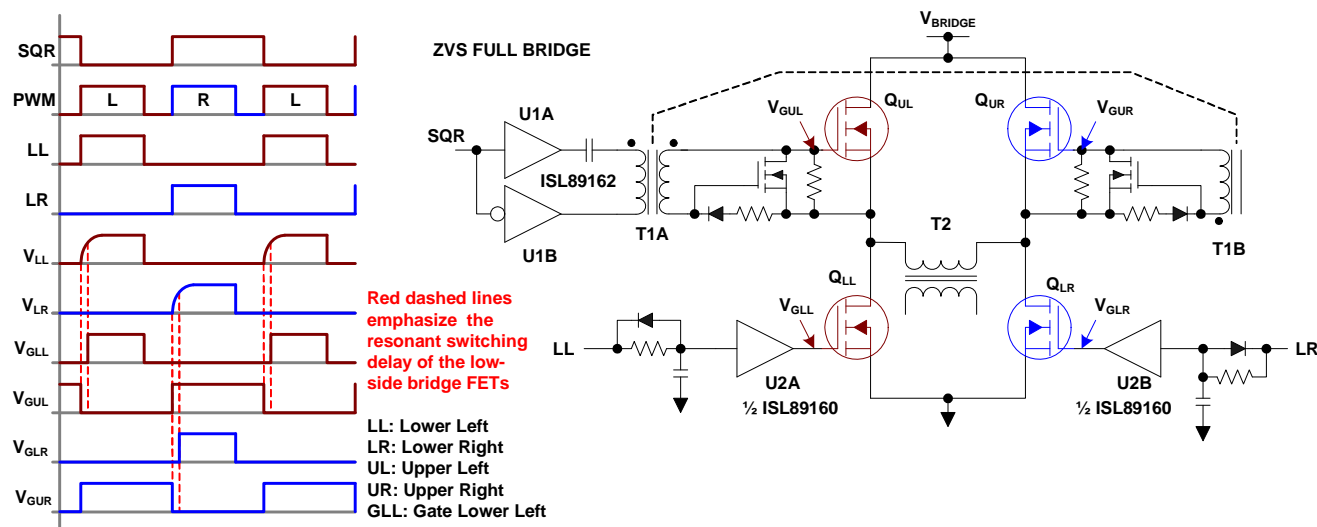 SQR
PWM
L
R
L
LL
LR
VLL
VLR
VGLL
VGUL
VGLR
VGUR
Red dashed lines
emphasize the
resonant switching
delay of the low-
side bridge FETs
LL: Lower Left
LR: Lower Right
UL: Upper Left
UR: Upper Right
GLL: Gate Lower Left
ZVS FULL BRIDGE
VBRIDGE
SQR
U1A
ISL89162
U1B
T1A
VGUL
QUL
QUR
VGUR
T1B
T2
QLL
QLR
VGLL
VGLR
LL
U2A
½ ISL89160
U2B
½ ISL89160
LR